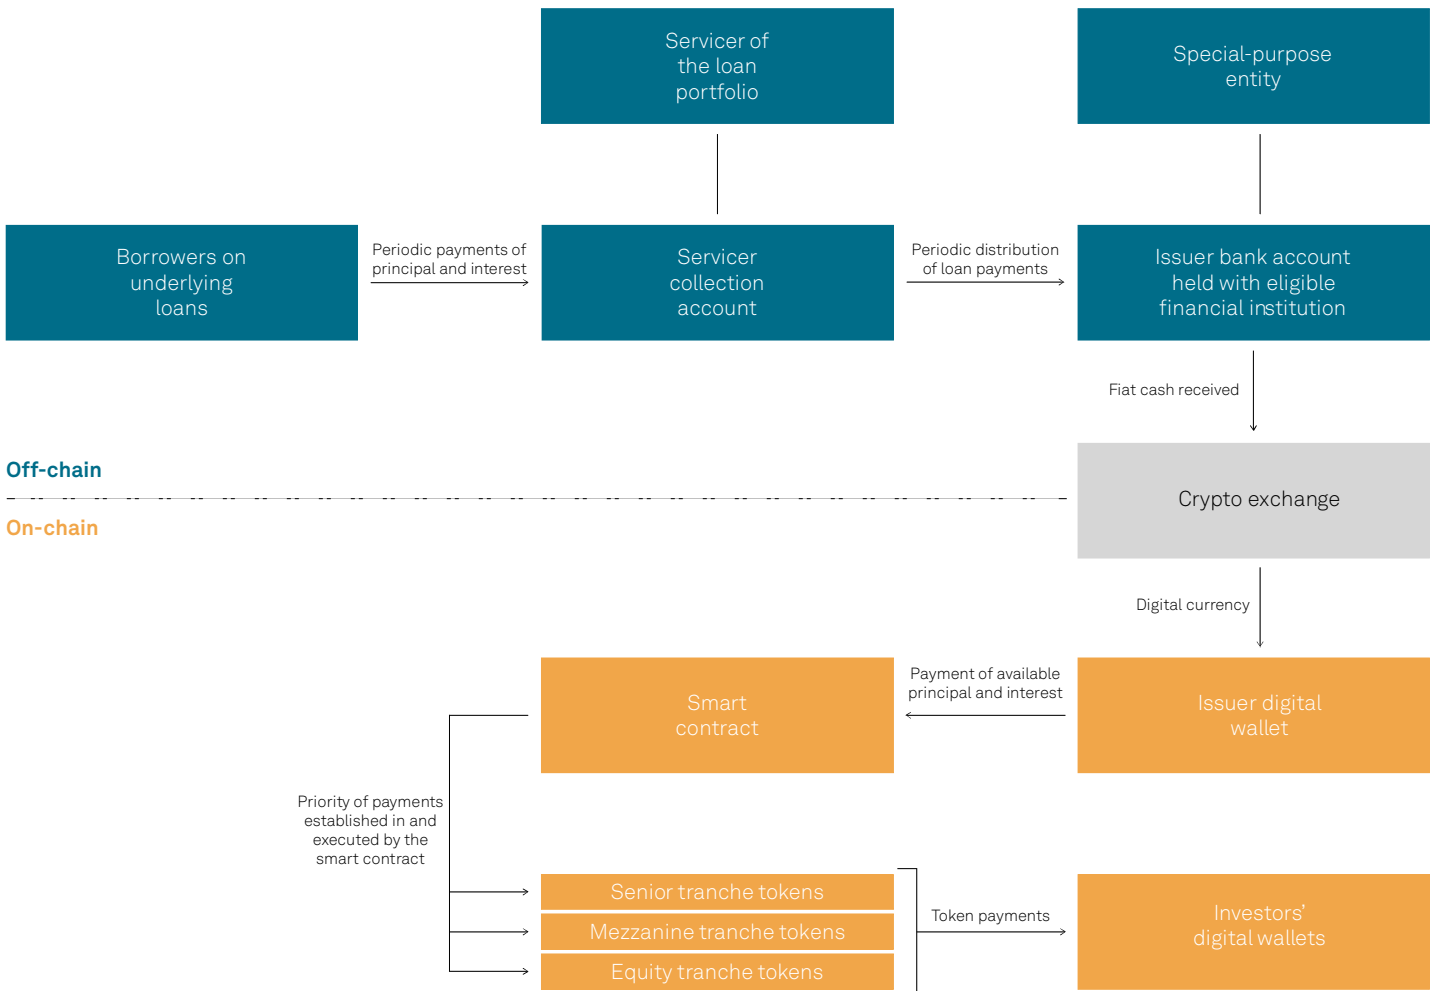 Servicer of
the loan
portfolio
Special-purpose
entity
Borrowers on
underlying
loans
Periodic payments of
principal and interest
Servicer
collection
account
Periodic distribution
of loan payments
Issuer bank account
held with eligible
financial institution
Fiat cash received
Off-chain
On-chain
Crypto exchange
Digital currency
Smart
contract
Payment of available
principal and interest
Issuer digital
wallet
Priority of payments
established in and
executed by the
smart contract
Senior tranche tokens
Mezzanine tranche tokens
Equity tranche tokens
Token payments
Investors’
digital wallets